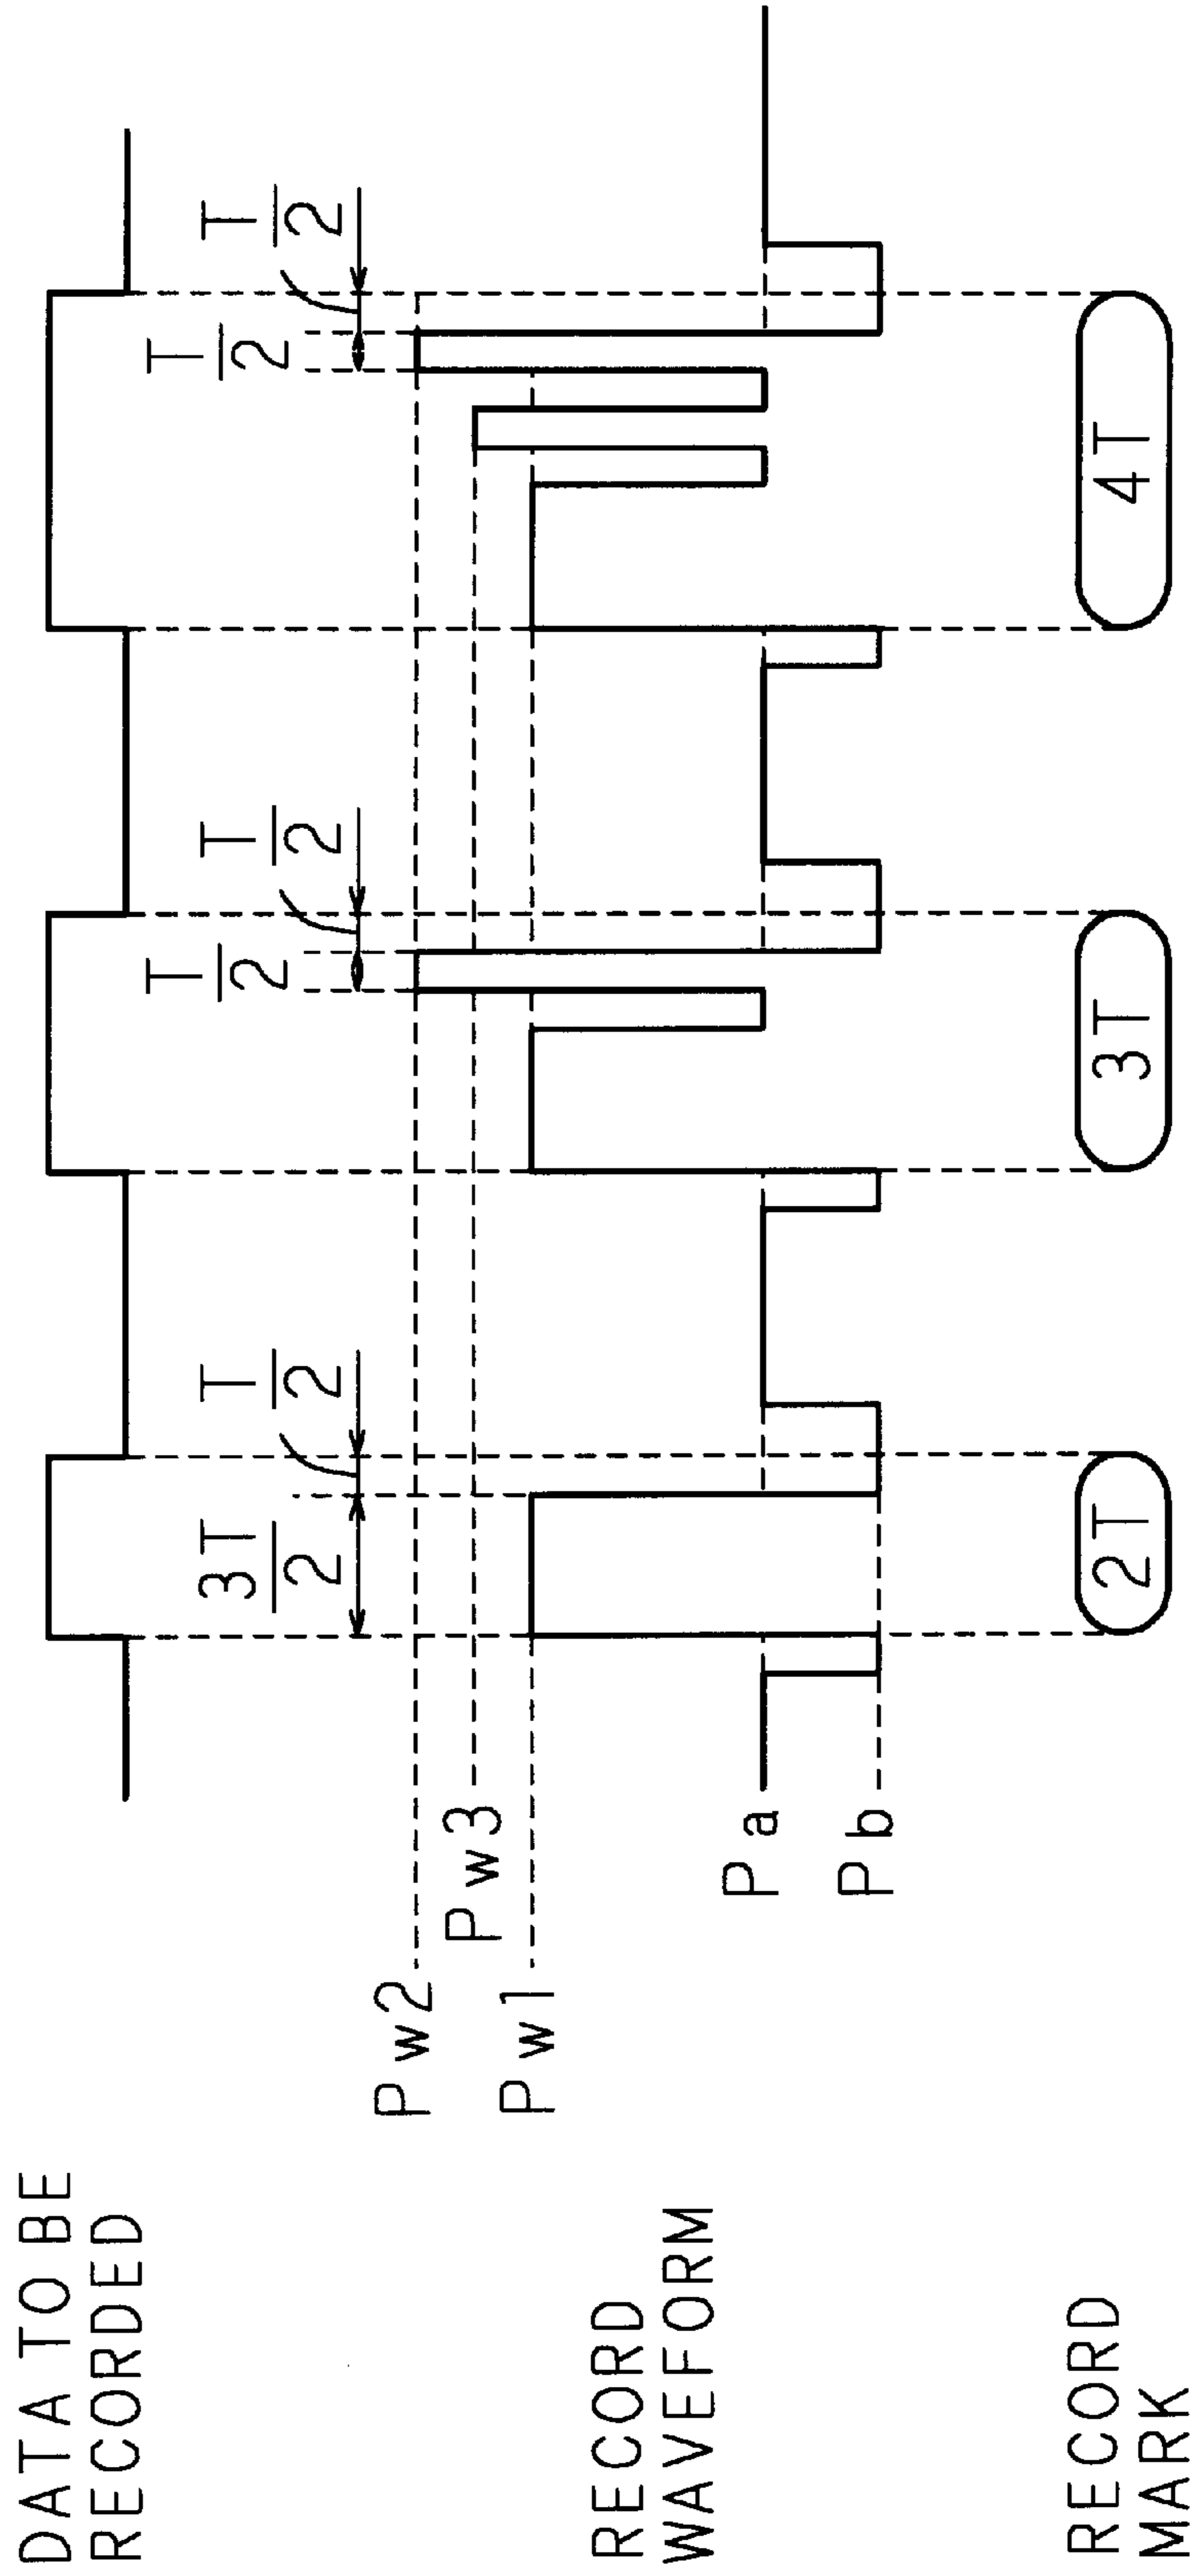 DATA TO BE
RECORDED
3T/2
T/2
T/2
T/2
T/2
T/2
Pw2
Pw3
Pw1
RECORD
WAVEFORM
Pa
Pb
RECORD
MARK
2T
3T
4T